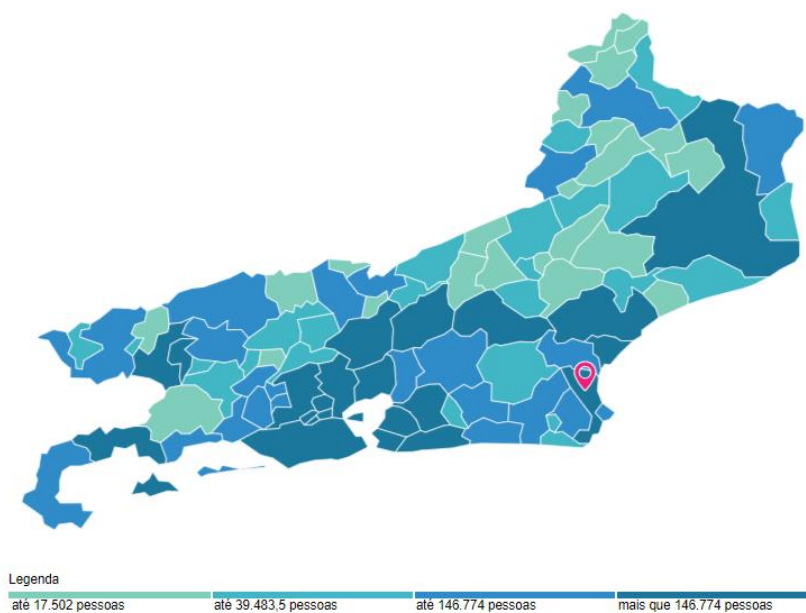 Legenda
até 17.502 pessoas
até 39.483,5 pessoas
até 146.774 pessoas
mais que 146.774 pessoas